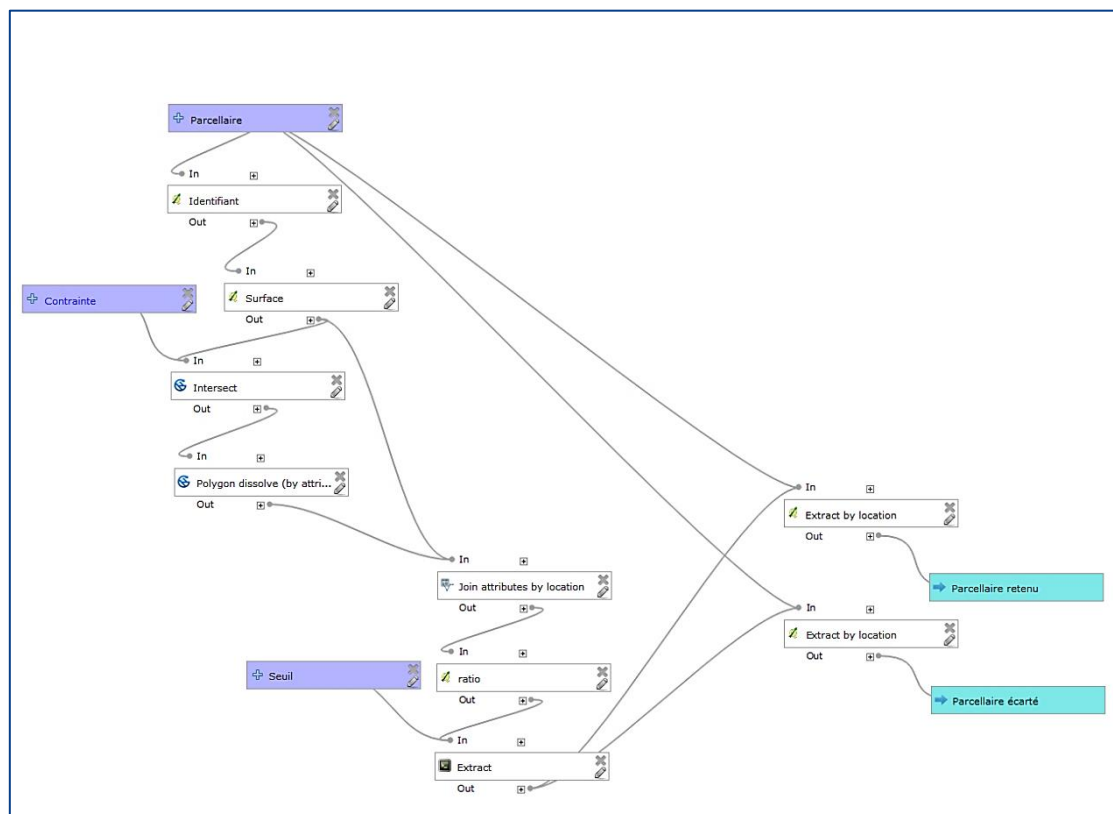 Parcellaire
In
Identifiant
Out
In
Contrainte
Surface
Out
In
Intersect
Out
In
Polygon dissolve (by attri...
Out
In
Extract by location
Out
In
Join attributes by location
Parcellaire retenu
Out
In
Extract by location
Out
In
Seuil
ratio
Parcellaire écarté
Out
In
Extract
Out